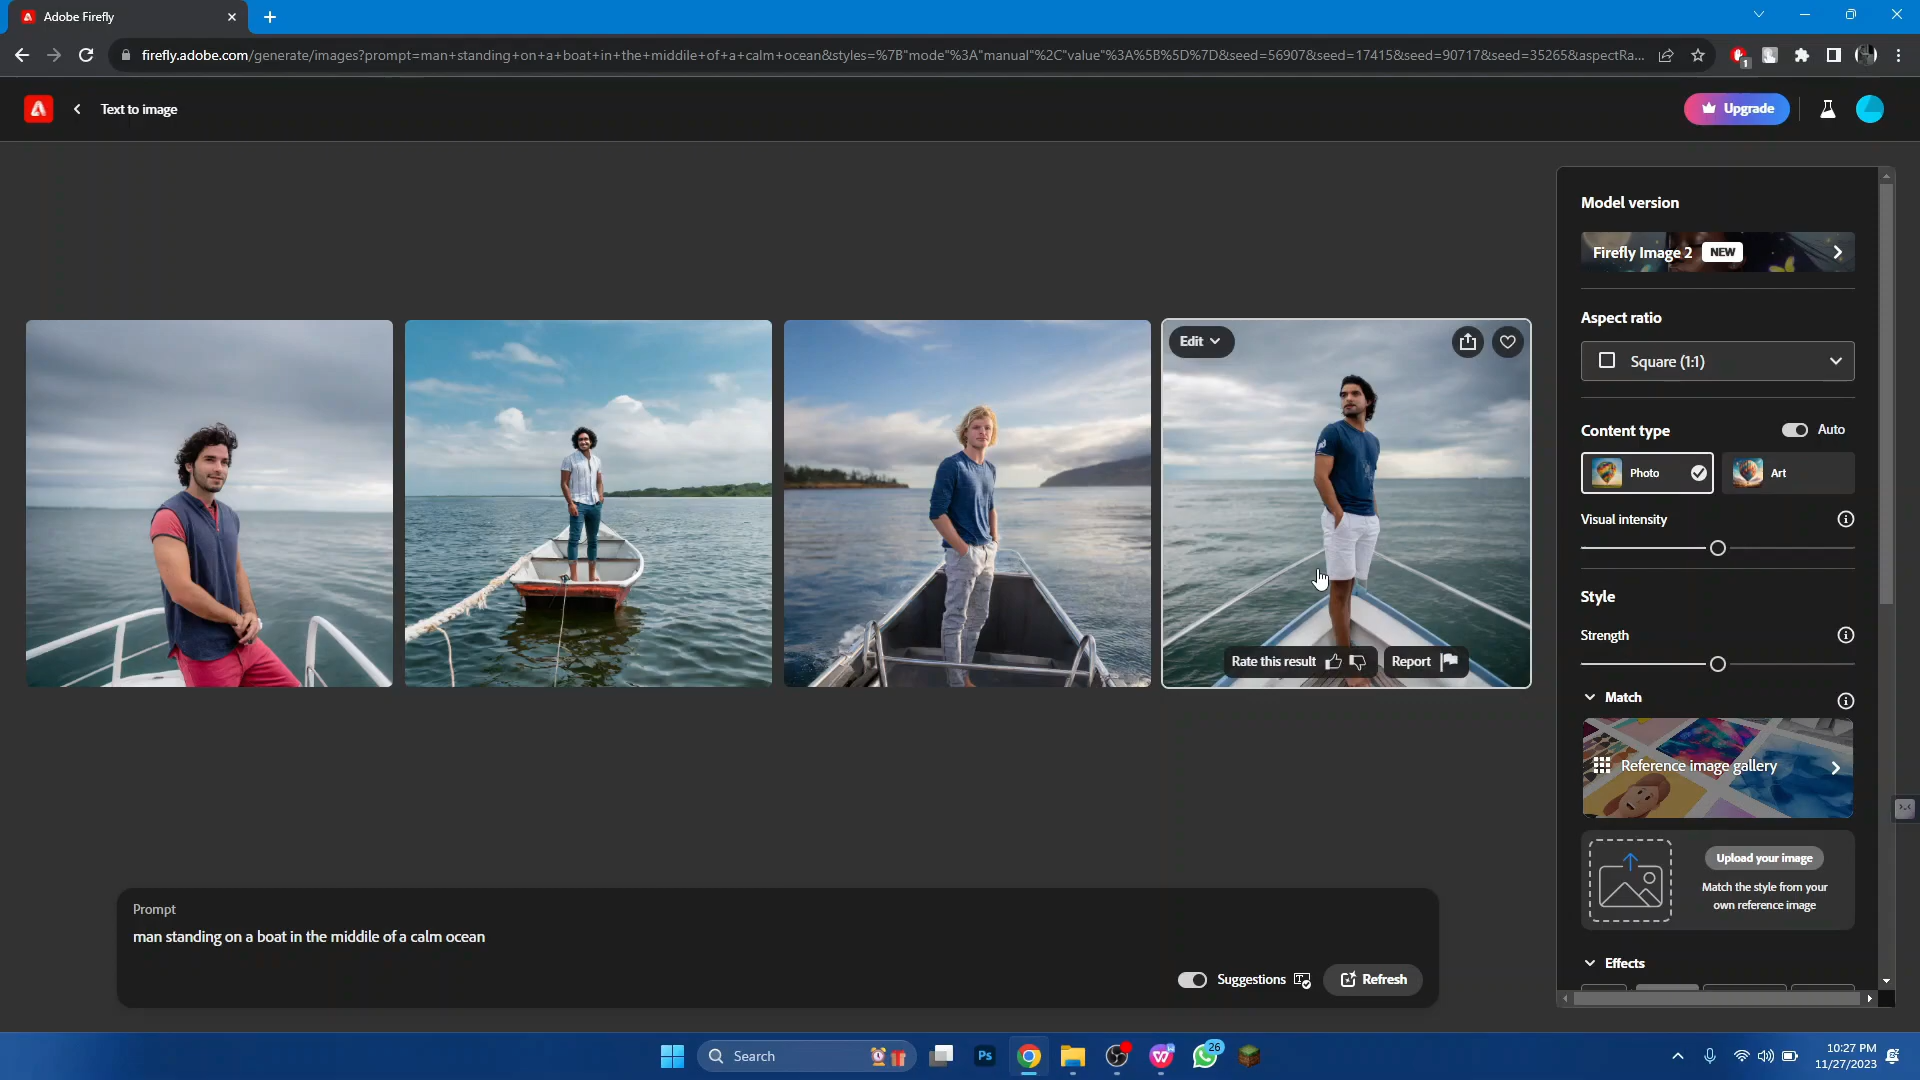 Adobe Firefly
firefly.adobe.com/generate/images?prompt=man+standing+on+a+boat+in+the+middile+of+a+calm+ocean&styles=%7B"mode"%3A"manual"%2C"value"%3A%5B%5D%7D&seed=56907&seed=17415&seed=90717&seed=35265&aspectRa...
1
Text to image
Upgrade
Model version
Firefly Image 2 NEW
Aspect ratio
Square (1:1)
Content type Auto
Photo Art
Visual intensity
Style
Strength
Match
Reference image gallery
Upload your image
Match the style from your
own reference image
Effects
Edit
Rate this result Report
Prompt
man standing on a boat in the middile of a calm ocean
Suggestions Refresh
Search
Ps
26
10:27 PM
11/27/2023